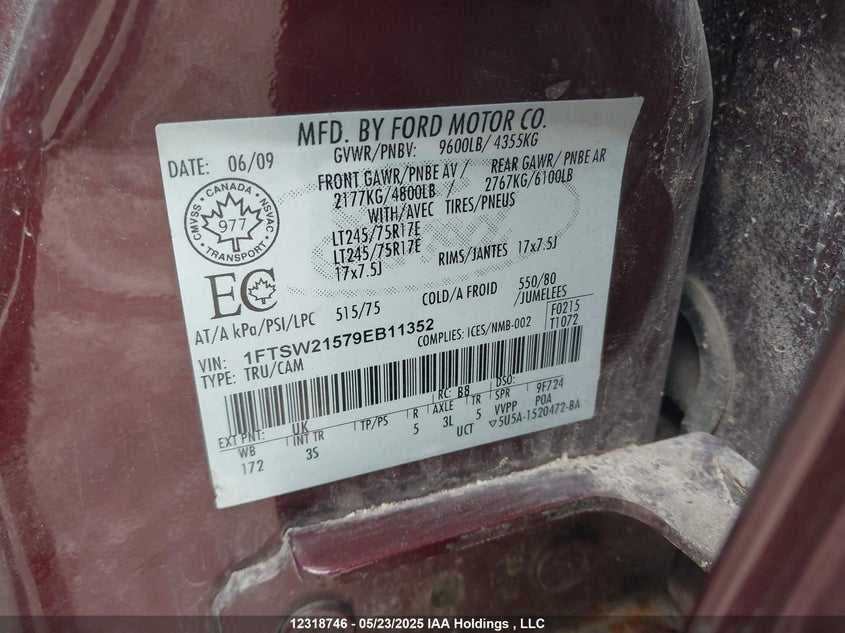 MFD. BY FORD MOTOR CO.
DATE: 06/09
GVWR/PNBV: 9600LB/ 4355KG
FRONT GAWR/PNBE AV/ REAR GAWR/ PNBE AR
2177KG/4800LB 2767KG/6100LB
WITH/AVEC TIRES/PNEUS
LT245/75R17E
LT245/75R17E RIMS/JANTES 17x7.5J
17x7.5J
CMVSS · CANADA · NSVAC
977
TRANSPORT
EC
AT/A kPa/PSI/LPC 515/75 COLD/A FROID 550/80
/JUMELEES
VIN: 1FTSW21579EB11352
COMPLIES: ICES/NMB-002
F0215
T1072
TYPE: TRU/CAM
EXT PNT: UK RC: B8 DSO:
WB INT TR TP/PS R AXLE TR SPR 9F724
172 3S 5 3L 5 VVPP POA
UCT ▽5U5A-1520472-BA
12318746 - 05/23/2025 IAA Holdings , LLC